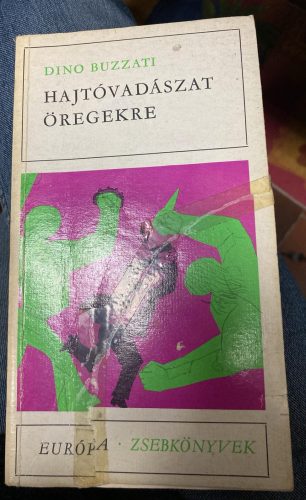 DINO BUZZATI
HAJTÓVADÁSZAT
ÖREGEKRE
EURÓPA · ZSEBKÖNYVEK